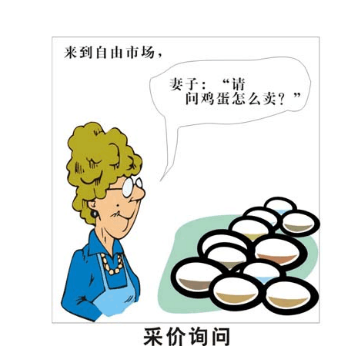 来到自由市场，
妻子：“请
问鸡蛋怎么卖？”
采价询问